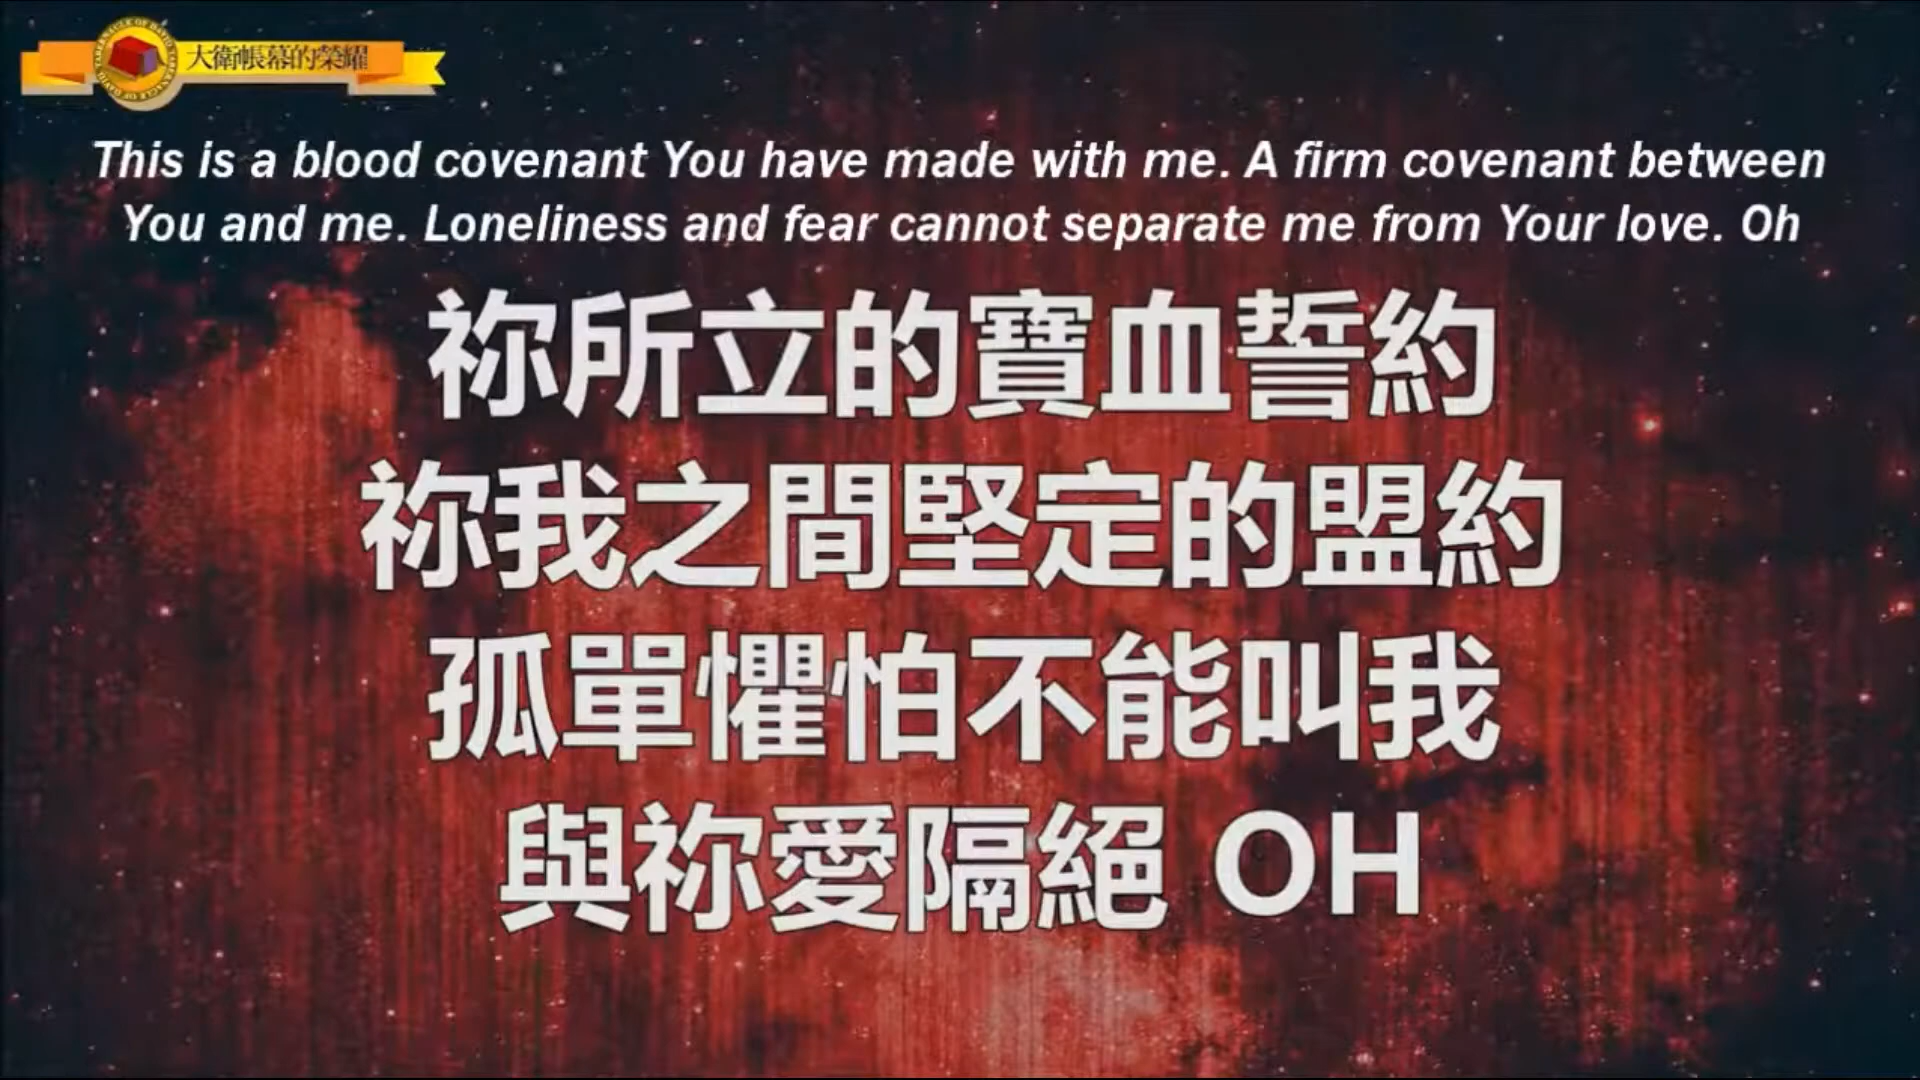 大衛帳幕的榮耀
This is a blood covenant You have made with me. A firm covenant between
You and me. Loneliness and fear cannot separate me from Your love. Oh
祢所立的寶血誓約
祢我之間堅定的盟約
孤單懼怕不能叫我
與祢愛隔絕 OH